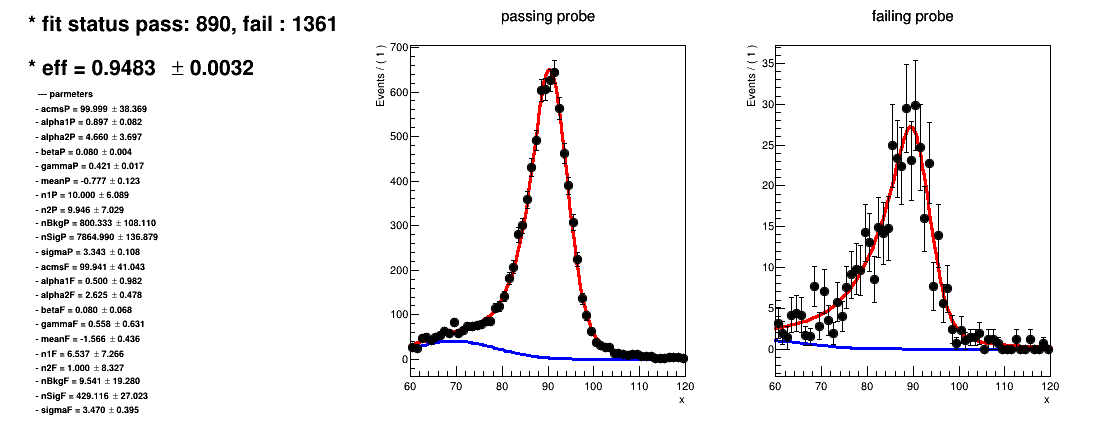 * fit status pass: 890, fail : 1361
* eff = 0.9483 ± 0.0032
--- parmeters
- acmsP = 99.999 ± 38.369
- alpha1P = 0.897 ± 0.082
- alpha2P = 4.660 ± 3.697
- betaP = 0.080 ± 0.004
- gammaP = 0.421 ± 0.017
- meanP = -0.777 ± 0.123
- n1P = 10.000 ± 6.089
- n2P = 9.946 ± 7.029
- nBkgP = 800.333 ± 108.110
- nSigP = 7864.990 ± 136.879
- sigmaP = 3.343 ± 0.108
- acmsF = 99.941 ± 41.043
- alpha1F = 0.500 ± 0.982
- alpha2F = 2.625 ± 0.478
- betaF = 0.080 ± 0.068
- gammaF = 0.558 ± 0.631
- meanF = -1.566 ± 0.436
- n1F = 6.537 ± 7.266
- n2F = 1.000 ± 8.327
- nBkgF = 9.541 ± 19.280
- nSigF = 429.116 ± 27.023
- sigmaF = 3.470 ± 0.395
passing probe
Events / ( 1 )
700
600
500
400
300
200
100
0
60 70 80 90 100 110 120
x
failing probe
Events / ( 1 )
35
30
25
20
15
10
5
0
60 70 80 90 100 110 120
x